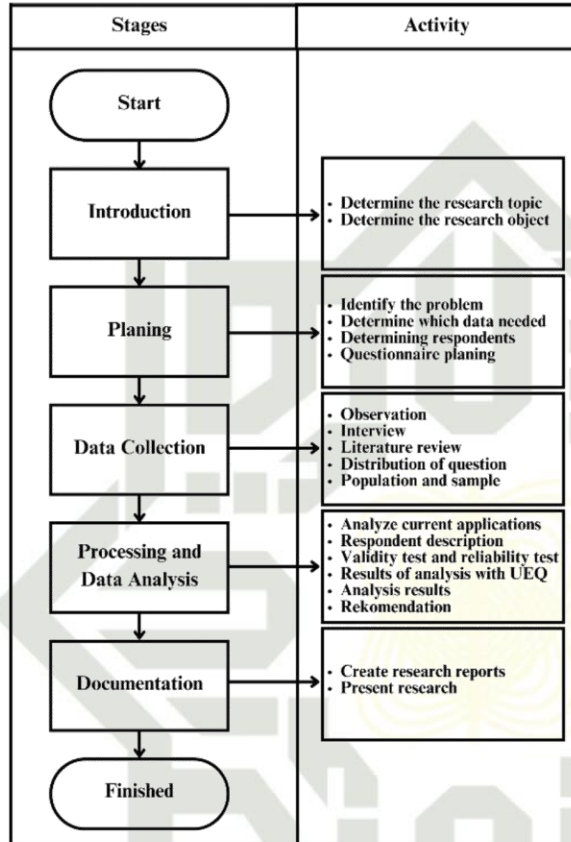 Stages
Activity
Start
Introduction
• Determine the research topic
• Determine the research object
Planing
• Identify the problem
• Determine which data needed
• Determining respondents
• Questionnaire planing
Data Collection
• Observation
• Interview
• Literature review
• Distribution of question
• Population and sample
Processing and
Data Analysis
• Analyze current applications
• Respondent description
• Validity test and reliability test
• Results of analysis with UEQ
• Analysis results
• Rekomendation
Documentation
• Create research reports
• Present research
Finished